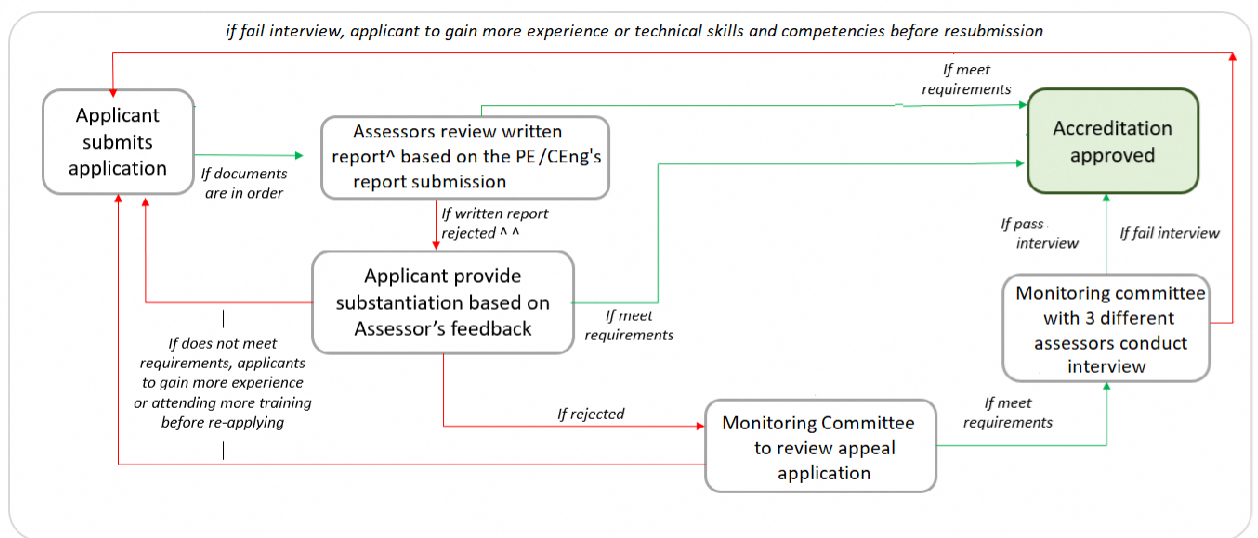 if fail interview, applicant to gain more experience or technical skills and competencies before resubmission
Applicant
submits
application
If documents
are in order
Assessors review written
report^ based on the PE/CEng's
report submission
If meet
requirements
Accreditation
approved
If written report
rejected ^ ^
Applicant provide
substantiation based on
Assessor's feedback
If meet
requirements
If pass
interview
If fail interview
Monitoring committee
with 3 different
assessors conduct
interview
If does not meet
requirements, applicants
to gain more experience
or attending more training
before re-applying
If rejected
Monitoring Committee
to review appeal
application
If meet
requirements